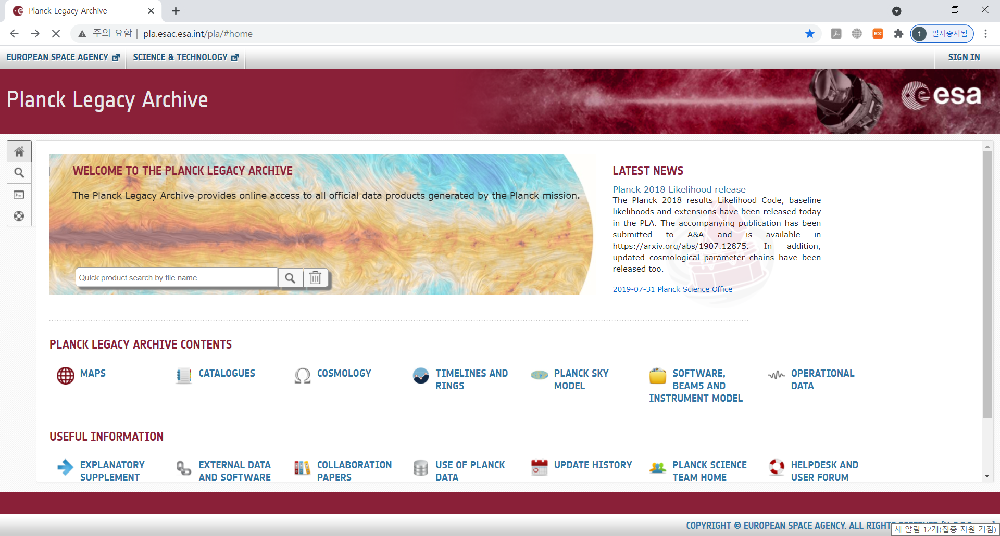 Planck Legacy Archive
주의 요함 | pla.esac.esa.int/pla/#home
EX
t 일시중지됨
EUROPEAN SPACE AGENCY
SCIENCE & TECHNOLOGY
SIGN IN
Planck Legacy Archive
esa
WELCOME TO THE PLANCK LEGACY ARCHIVE
The Planck Legacy Archive provides online access to all official data products generated by the Planck mission.
Quick product search by file name
LATEST NEWS
Planck 2018 Likelihood release
The Planck 2018 results Likelihood Code, baseline
likelihoods and extensions have been released today
in the PLA. The accompanying publication has been
submitted to A&A and is available in
https://arxiv.org/abs/1907.12875. In addition,
updated cosmological parameter chains have been
released too.
2019-07-31 Planck Science Office
PLANCK LEGACY ARCHIVE CONTENTS
MAPS
CATALOGUES
COSMOLOGY
TIMELINES AND
RINGS
PLANCK SKY
MODEL
SOFTWARE,
BEAMS AND
INSTRUMENT MODEL
OPERATIONAL
DATA
USEFUL INFORMATION
EXPLANATORY
SUPPLEMENT
EXTERNAL DATA
AND SOFTWARE
COLLABORATION
PAPERS
USE OF PLANCK
DATA
UPDATE HISTORY
PLANCK SCIENCE
TEAM HOME
HELPDESK AND
USER FORUM
COPYRIGHT © EUROPEAN SPACE AGENCY. ALL RIGHTS
새 알림 12개(집중 지원 켜짐)